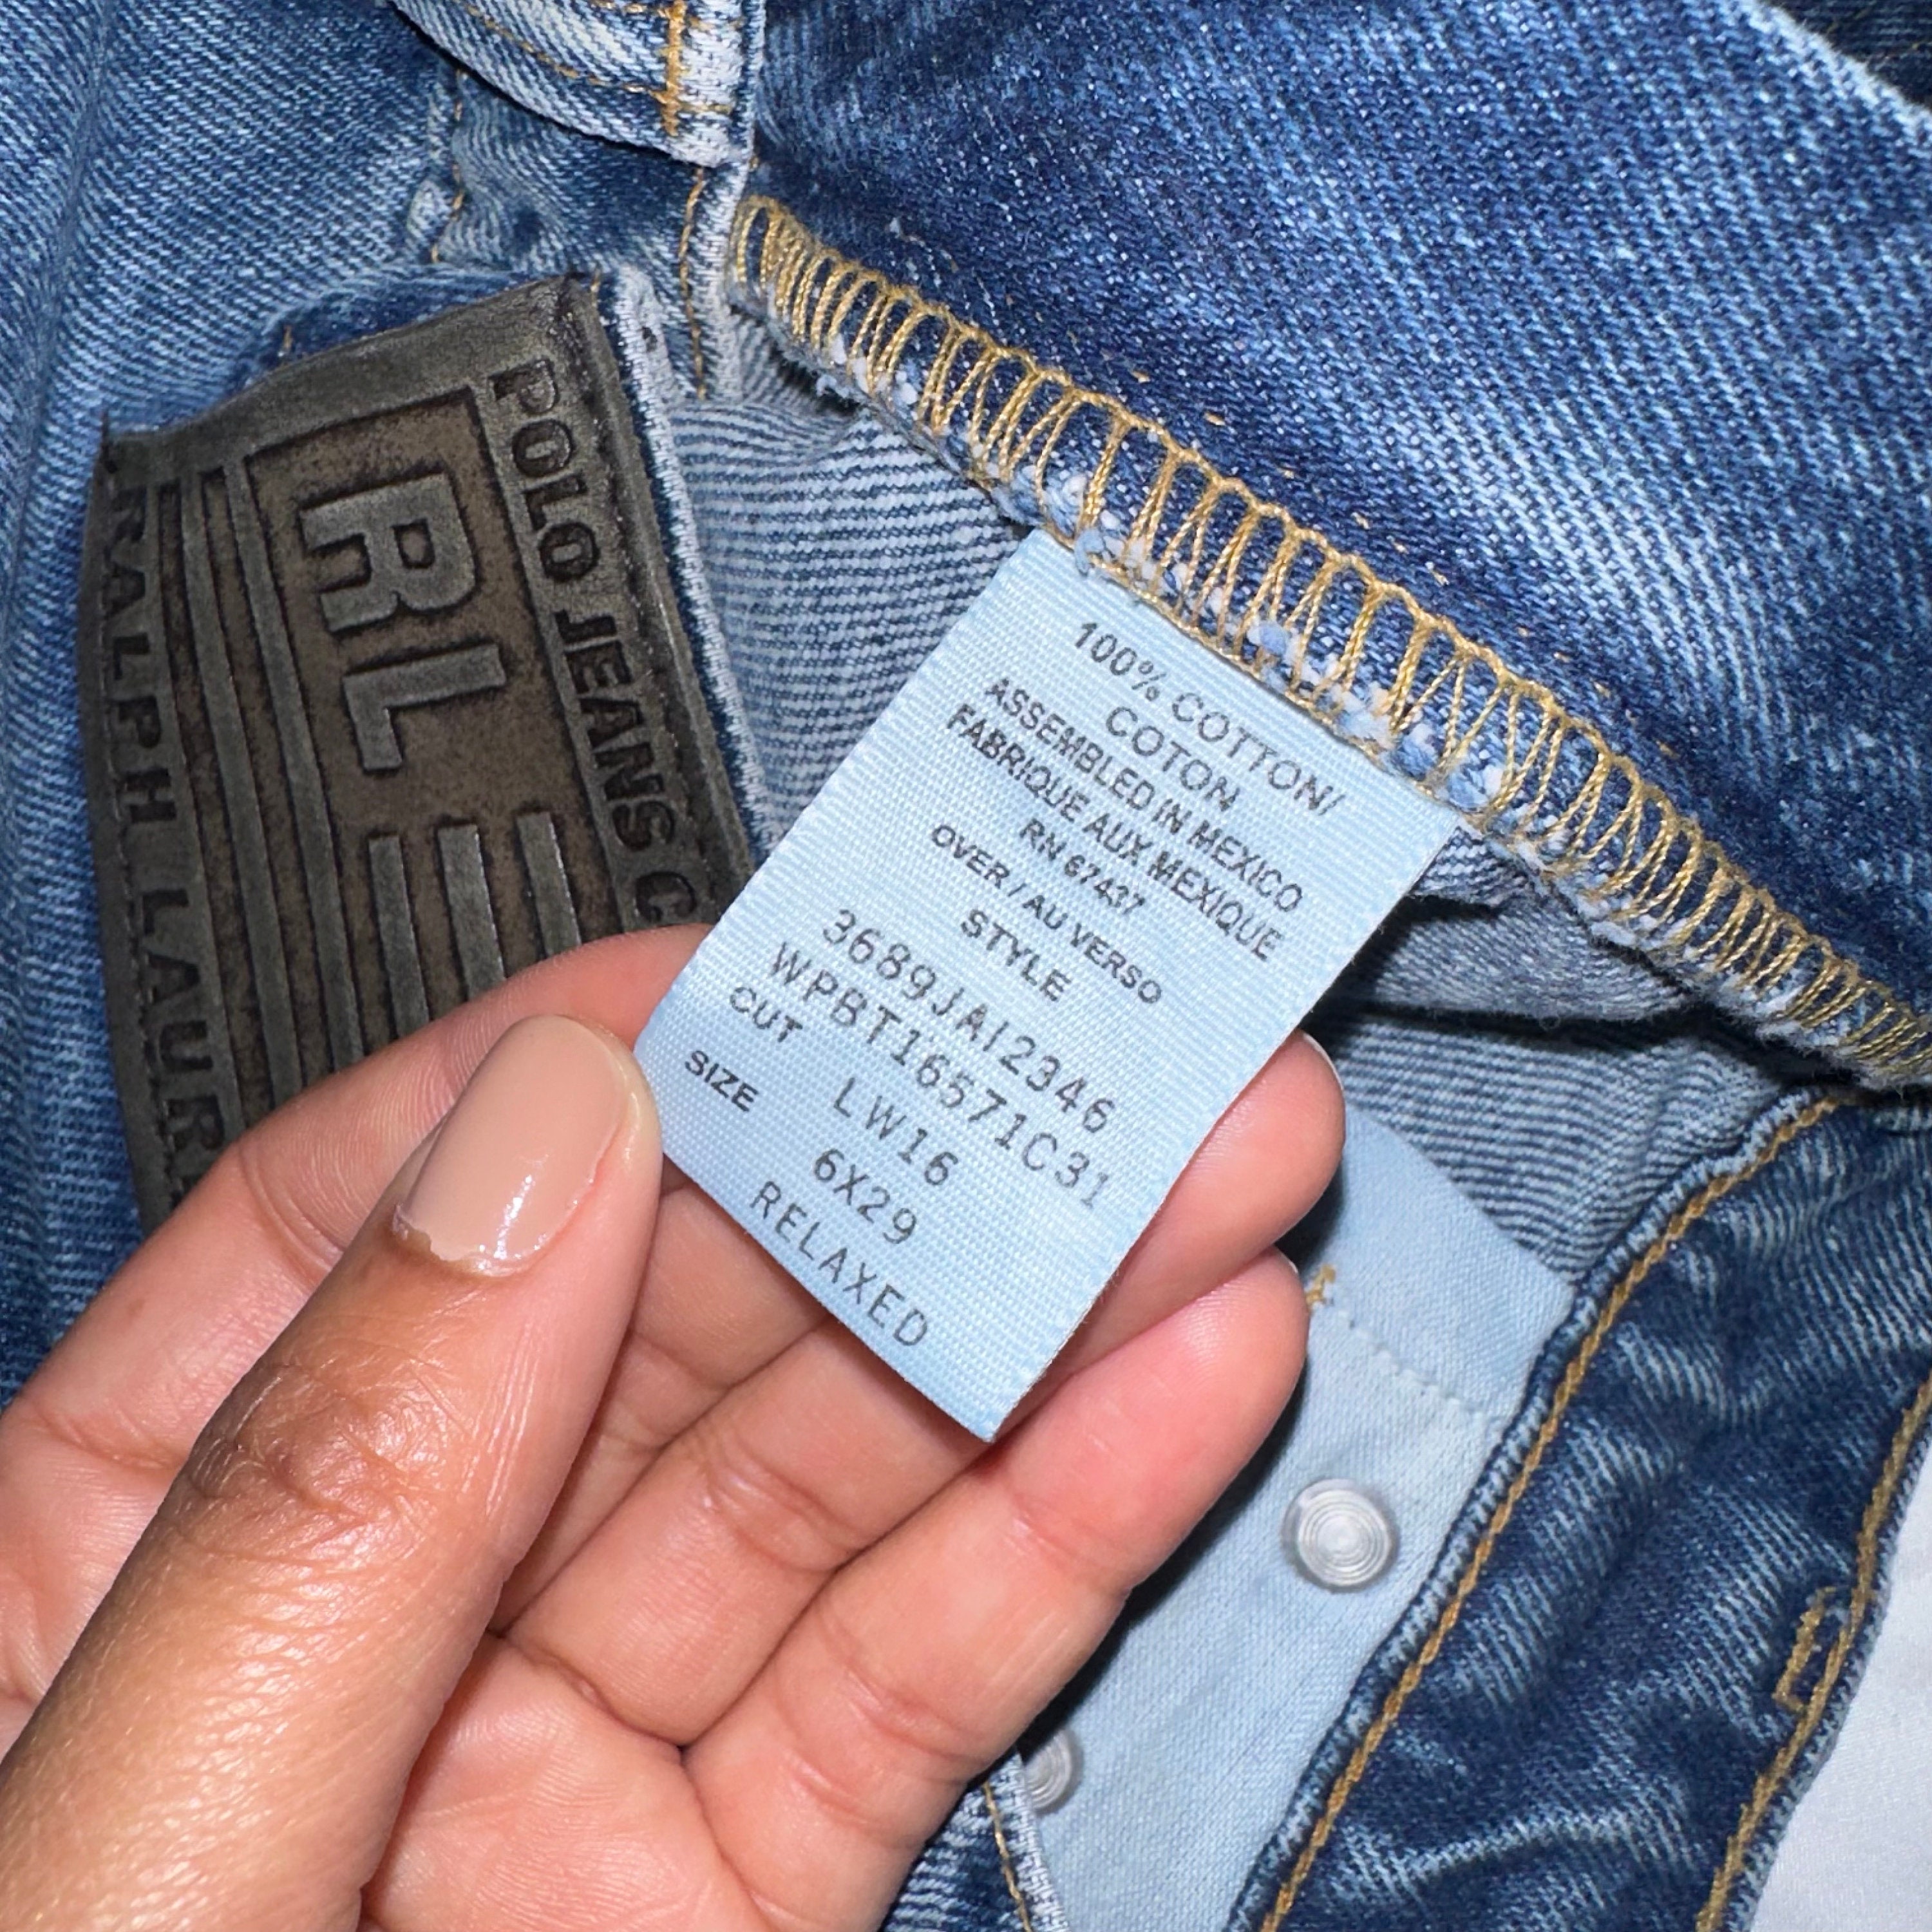 POLO JEANS C
RL
RALPH LAUR
100% COTTON/
COTON
ASSEMBLED IN MEXICO
FABRIQUE AUX MEXIQUE
RN 67437
OVER / AU VERSO
STYLE
3689JAI2346
WPBT16571C31
CUT LW16
SIZE 6X29
RELAXED